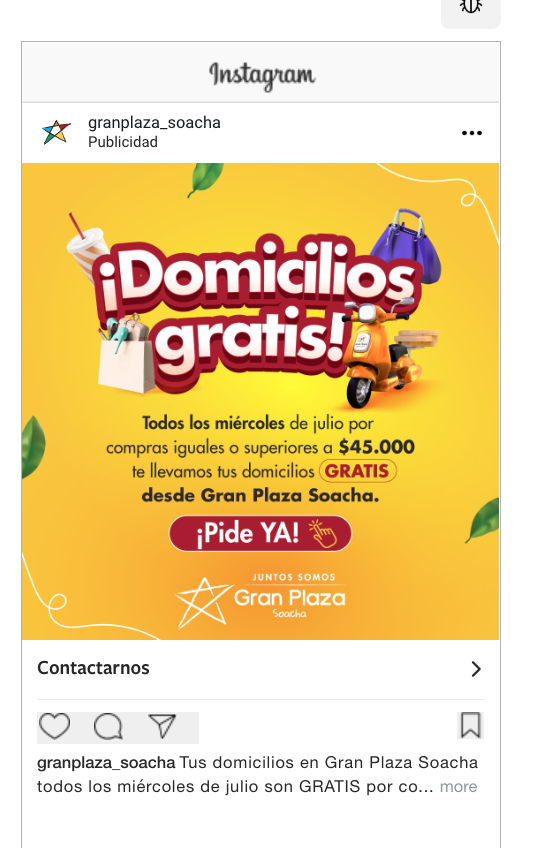 Instagram
granplaza_soacha
Publicidad
¡Domicilios
gratis!
Todos los miércoles de julio por
compras iguales o superiores a $45.000
te llevamos tus domicilios GRATIS
desde Gran Plaza Soacha.
¡Pide YA!
JUNTOS SOMOS
Gran Plaza
Soacha
Contactarnos
granplaza_soacha Tus domicilios en Gran Plaza Soacha
todos los miércoles de julio son GRATIS por co... more